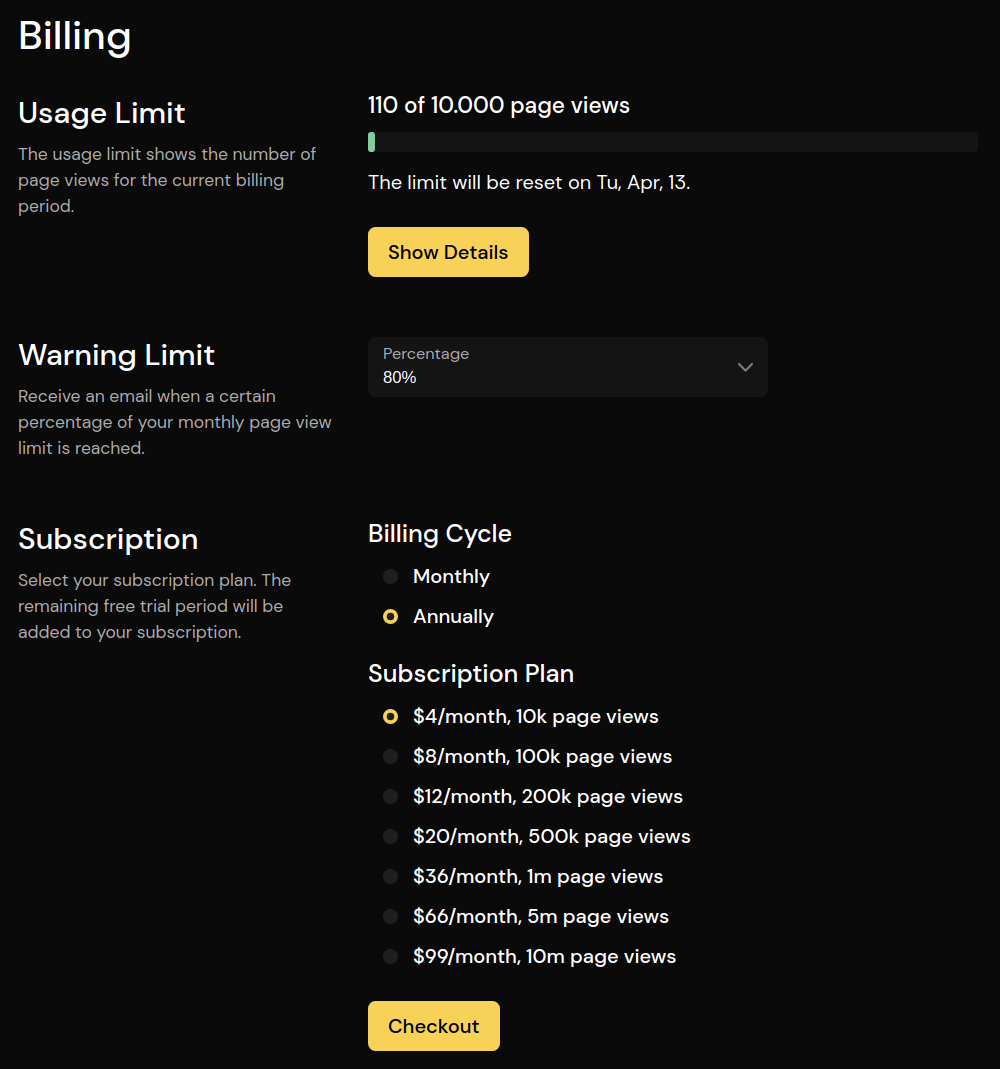 Billing
Usage Limit
The usage limit shows the number of
page views for the current billing
period.
110 of 10.000 page views
The limit will be reset on Tu, Apr, 13.
Show Details
Warning Limit
Receive an email when a certain
percentage of your monthly page view
limit is reached.
Percentage
80%
Subscription
Select your subscription plan. The
remaining free trial period will be
added to your subscription.
Billing Cycle
Monthly
Annually
Subscription Plan
$4/month, 10k page views
$8/month, 100k page views
$12/month, 200k page views
$20/month, 500k page views
$36/month, 1m page views
$66/month, 5m page views
$99/month, 10m page views
Checkout